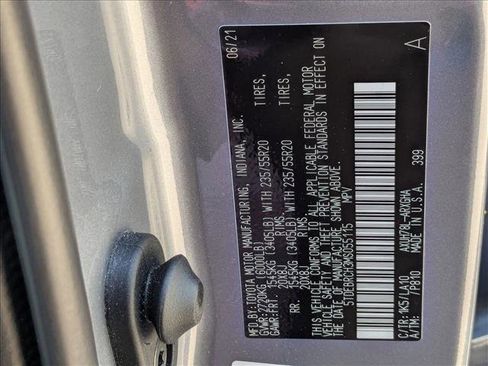 MFD.BY:TOYOTA MOTOR MANUFACTURING, INDIANA, INC. 06/21
GVWR:2720KG (6000LB)
GAWR:FRT. 1545KG (3405LB) WITH 235/55R20 TIRES,
20X8J RIMS
RR. 1545KG (3405LB) WITH 235/55R20 TIRES,
20X8J RIMS
THIS VEHICLE CONFORMS TO ALL APPLICABLE FEDERAL MOTOR
VEHICLE SAFETY AND THEFT PREVENTION STANDARDS IN EFFECT ON
THE DATE OF MANUFACTURE SHOWN ABOVE.
MPV
C/TR: 1K5/LA10 AXUH78L-ARXGHA
A/TM: /P810 MADE IN U.S.A. 399
A